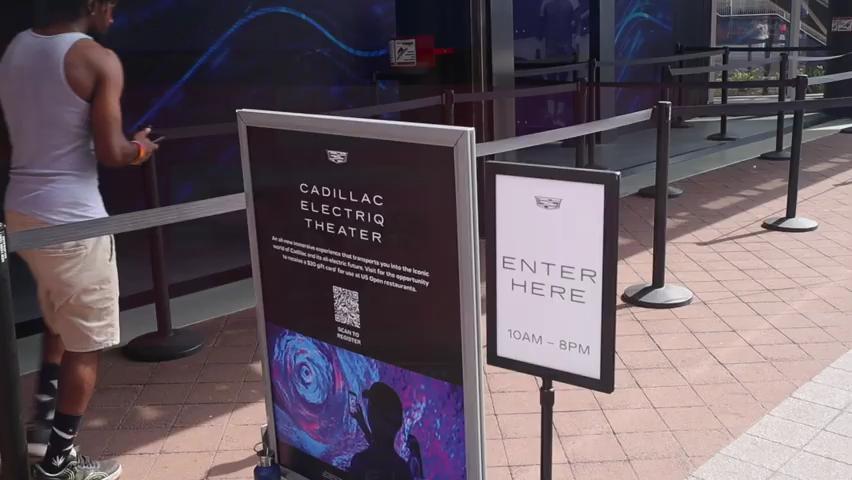 CADILLAC
ELECTRIQ
THEATER
An all-new immersive experience that transports you into the iconic
world of Cadillac and its all-electric future. Visit for the opportunity
to receive a $20 gift card* for use at US Open restaurants.
SCAN TO
REGISTER
ENTER
HERE
10AM – 8PM